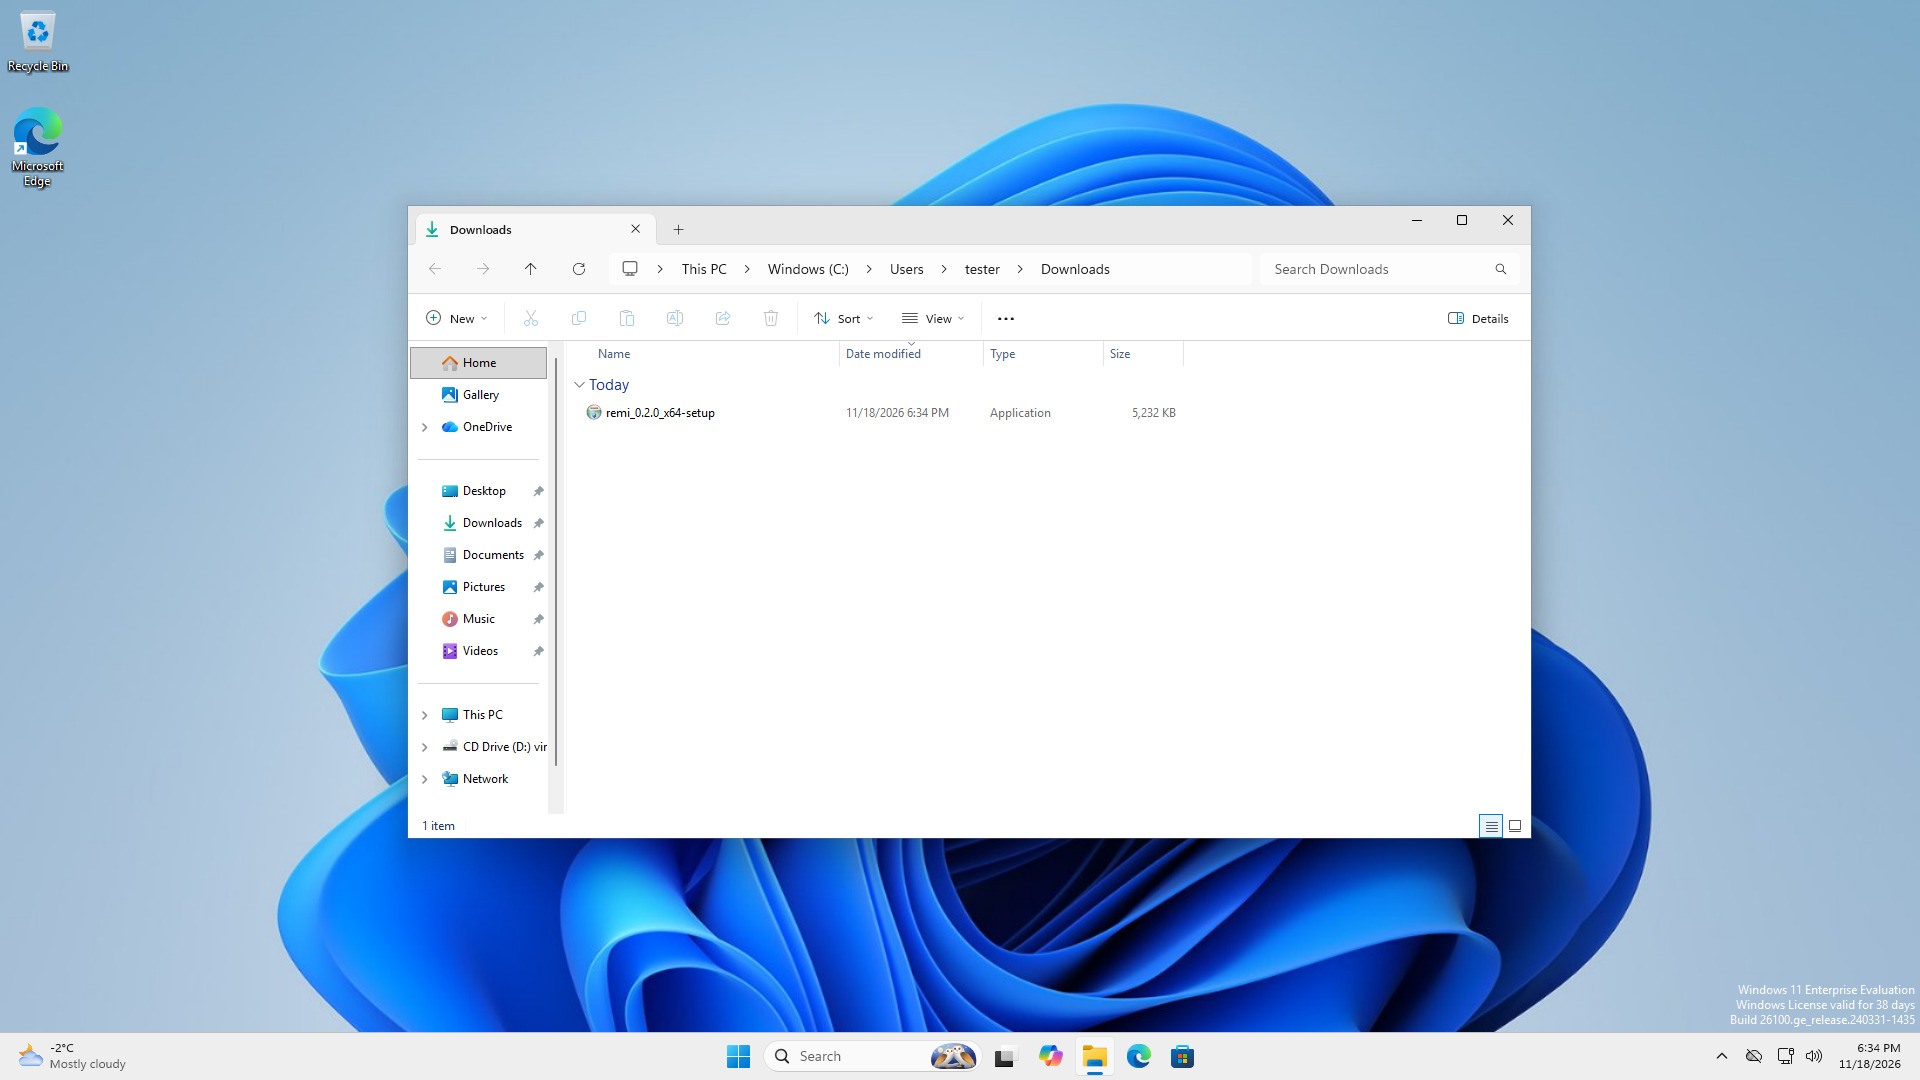 Recycle Bin
Microsoft
Edge
Downloads
This PC
Windows (C:)
Users
tester
Downloads
Search Downloads
New
Sort
View
Details
Home
Gallery
OneDrive
Desktop
Downloads
Documents
Pictures
Music
Videos
This PC
CD Drive (D:) vir
Network
Name
Date modified
Type
Size
Today
remi_0.2.0_x64-setup
11/18/2026 6:34 PM
Application
5,232 KB
1 item
Windows 11 Enterprise Evaluation
Windows License valid for 38 days
Build 26100.ge_release.240331-1435
-2°C
Mostly cloudy
Search
6:34 PM
11/18/2026